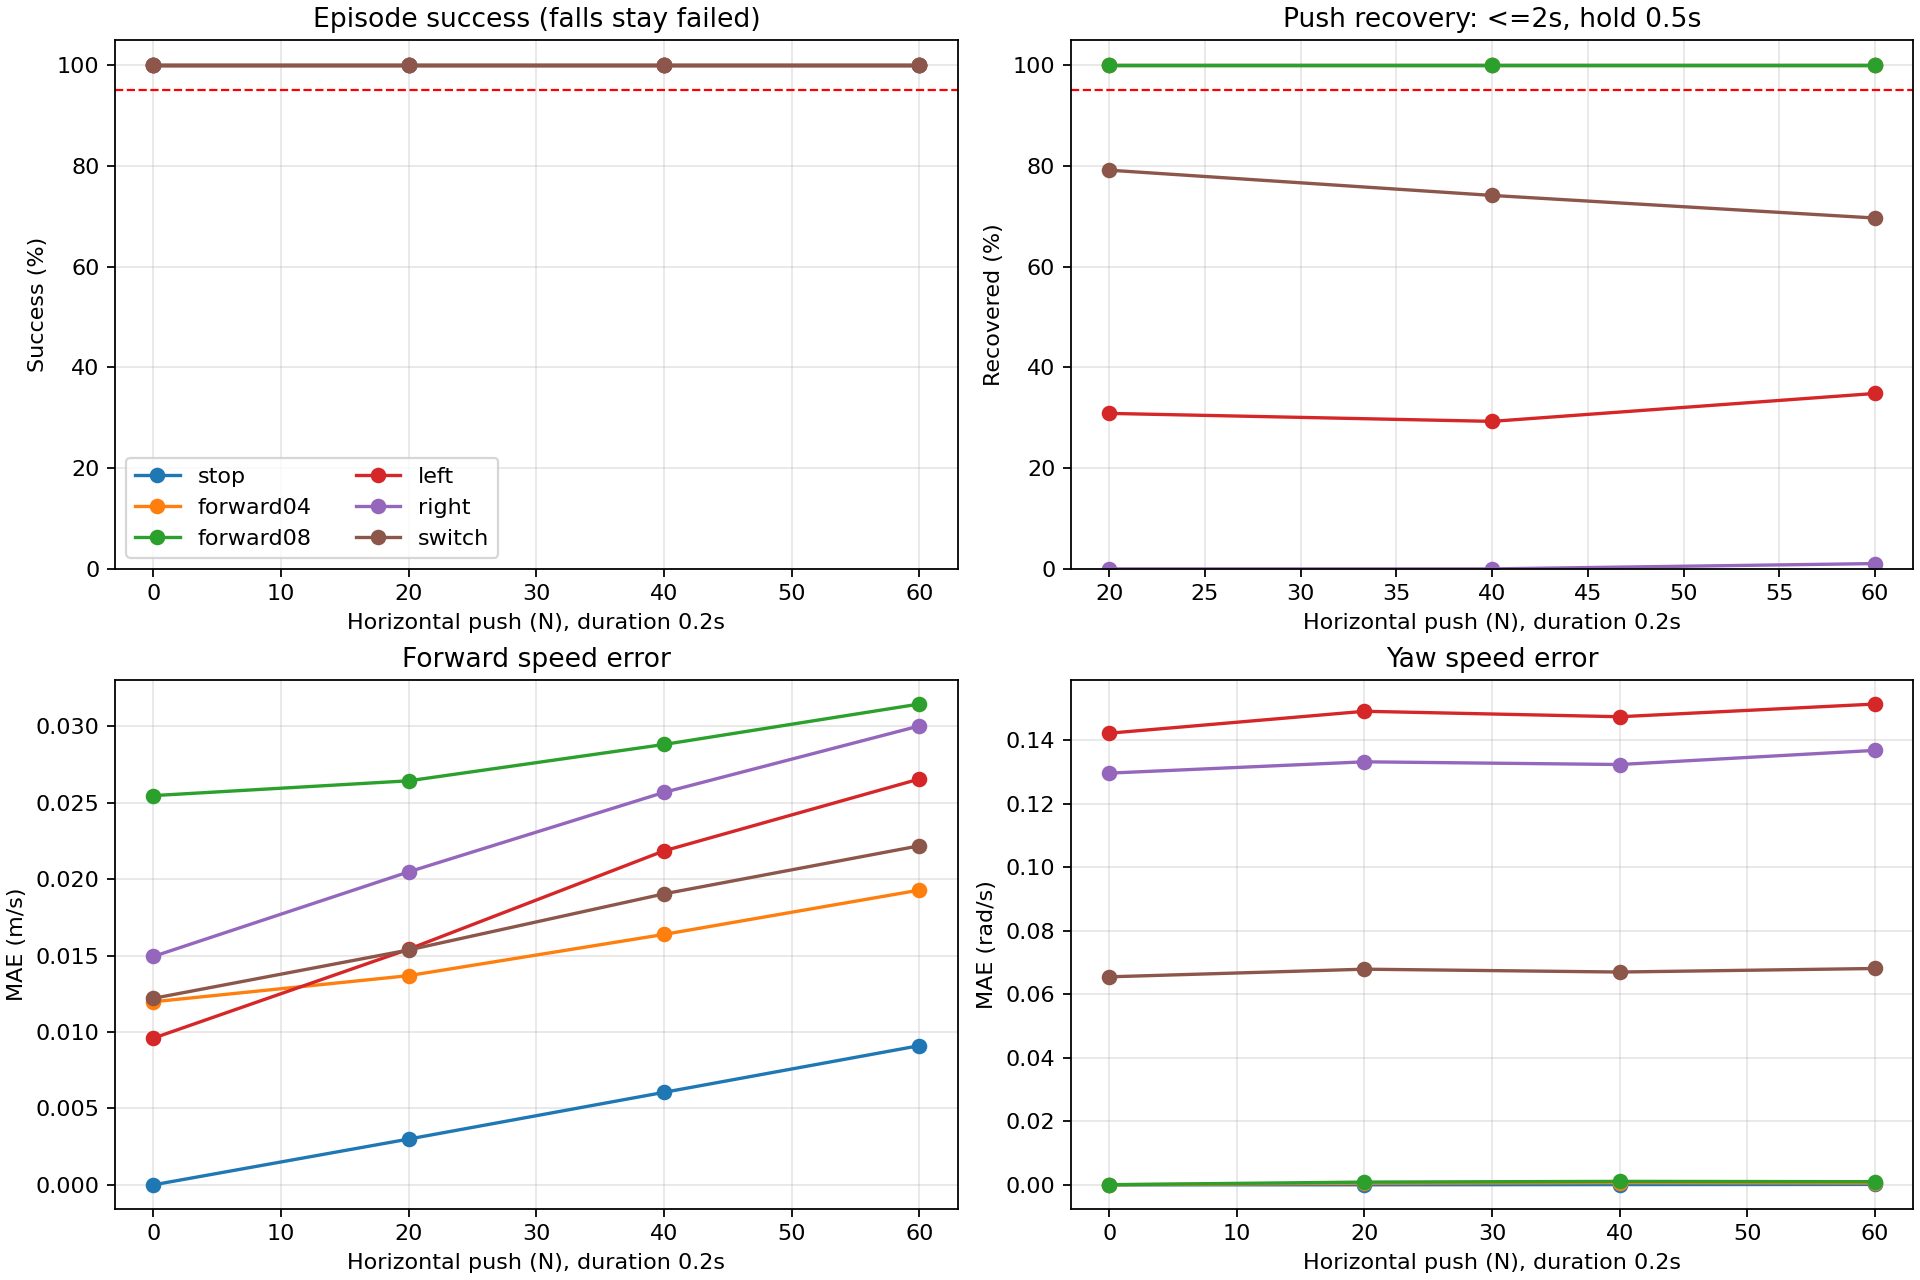 Episode success (falls stay failed)
Success (%)
100
80
60
40
20
0
stop
forward04
forward08
left
right
switch
0 10 20 30 40 50 60
Horizontal push (N), duration 0.2s
Push recovery: <=2s, hold 0.5s
Recovered (%)
100
80
60
40
20
0
20 25 30 35 40 45 50 55 60
Horizontal push (N), duration 0.2s
Forward speed error
MAE (m/s)
0.030
0.025
0.020
0.015
0.010
0.005
0.000
0 10 20 30 40 50 60
Horizontal push (N), duration 0.2s
Yaw speed error
MAE (rad/s)
0.14
0.12
0.10
0.08
0.06
0.04
0.02
0.00
0 10 20 30 40 50 60
Horizontal push (N), duration 0.2s